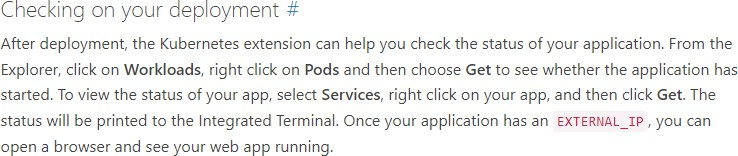 Checking on your deployment #
After deployment, the Kubernetes extension can help you check the status of your application. From the
Explorer, click on Workloads, right click on Pods and then choose Get to see whether the application has
started. To view the status of your app, select Services, right click on your app, and then click Get. The
status will be printed to the Integrated Terminal. Once your application has an EXTERNAL_IP, you can
open a browser and see your web app running.